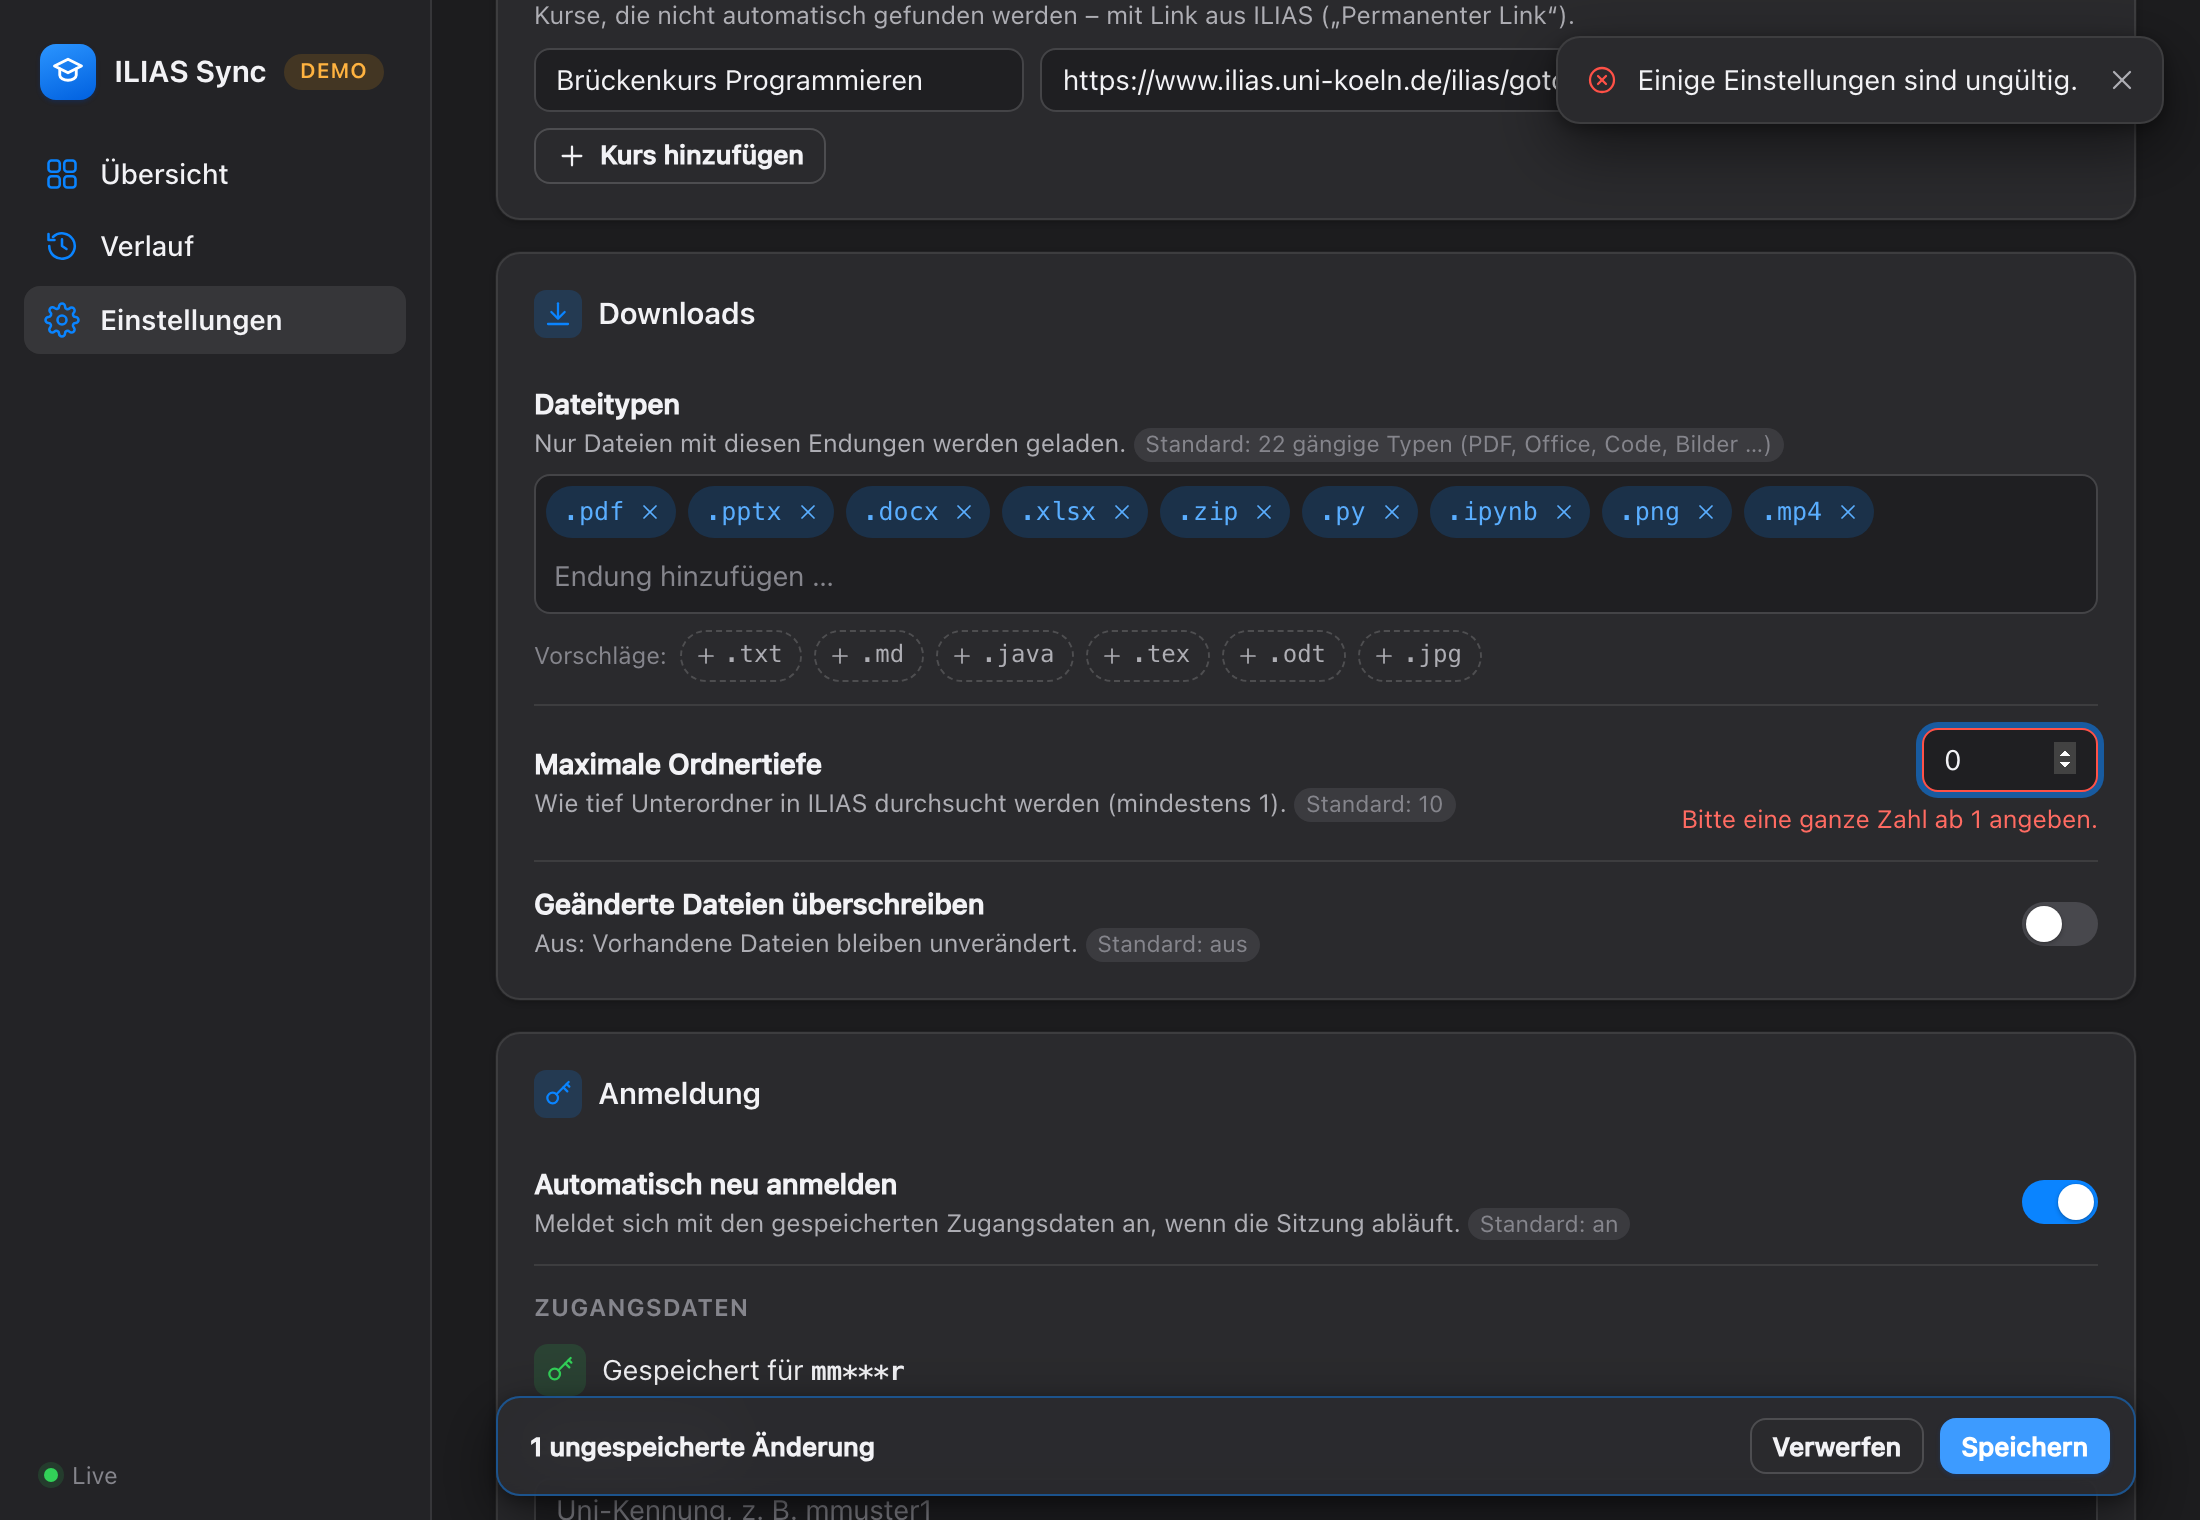 ILIAS Sync DEMO
Übersicht
Verlauf
Einstellungen
Live
Kurse, die nicht automatisch gefunden werden – mit Link aus ILIAS („Permanenter Link“).
Brückenkurs Programmieren
https://www.ilias.uni-koeln.de/ilias/goto
Einige Einstellungen sind ungültig.
+ Kurs hinzufügen
Downloads
Dateitypen
Nur Dateien mit diesen Endungen werden geladen. Standard: 22 gängige Typen (PDF, Office, Code, Bilder ...)
.pdf × .pptx × .docx × .xlsx × .zip × .py × .ipynb × .png × .mp4 ×
Endung hinzufügen ...
Vorschläge: + .txt + .md + .java + .tex + .odt + .jpg
Maximale Ordnertiefe
Wie tief Unterordner in ILIAS durchsucht werden (mindestens 1). Standard: 10
0
Bitte eine ganze Zahl ab 1 angeben.
Geänderte Dateien überschreiben
Aus: Vorhandene Dateien bleiben unverändert. Standard: aus
Anmeldung
Automatisch neu anmelden
Meldet sich mit den gespeicherten Zugangsdaten an, wenn die Sitzung abläuft. Standard: an
ZUGANGSDATEN
Gespeichert für mm***r
1 ungespeicherte Änderung
Verwerfen
Speichern
Uni-Kennung, z. B. mmuster1